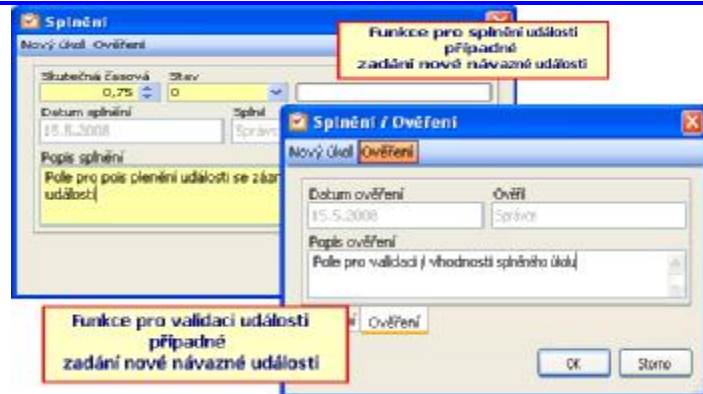 Splnění
Nový úkol Ověření
Funkce pro splnění události
případné
zadání nové návazné události
Skutečná časová Stav
0,75 0
Datum splnění Splnil
15.5.2008 Správce
Popis splnění
Pole pro pois plenění události se
události
Splnění / Ověření
Nový úkol Ověření
Datum ověření Ověřil
15.5.2008 Správce
Popis ověření
Pole pro validaci / vhodnosti splněného úkolu
Ověření
OK Storno
Funkce pro validaci události
případné
zadání nové návazné události